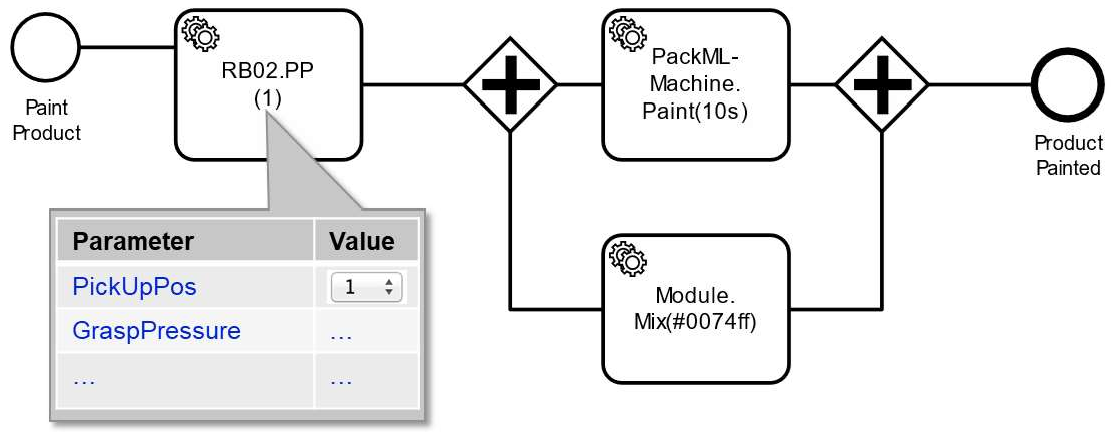 Paint
Product
RB02.PP
(1)
PackML-
Machine.
Paint(10s)
Product
Painted
Module.
Mix(#0074ff)
Parameter Value
PickUpPos 1
GraspPressure ...
... ...